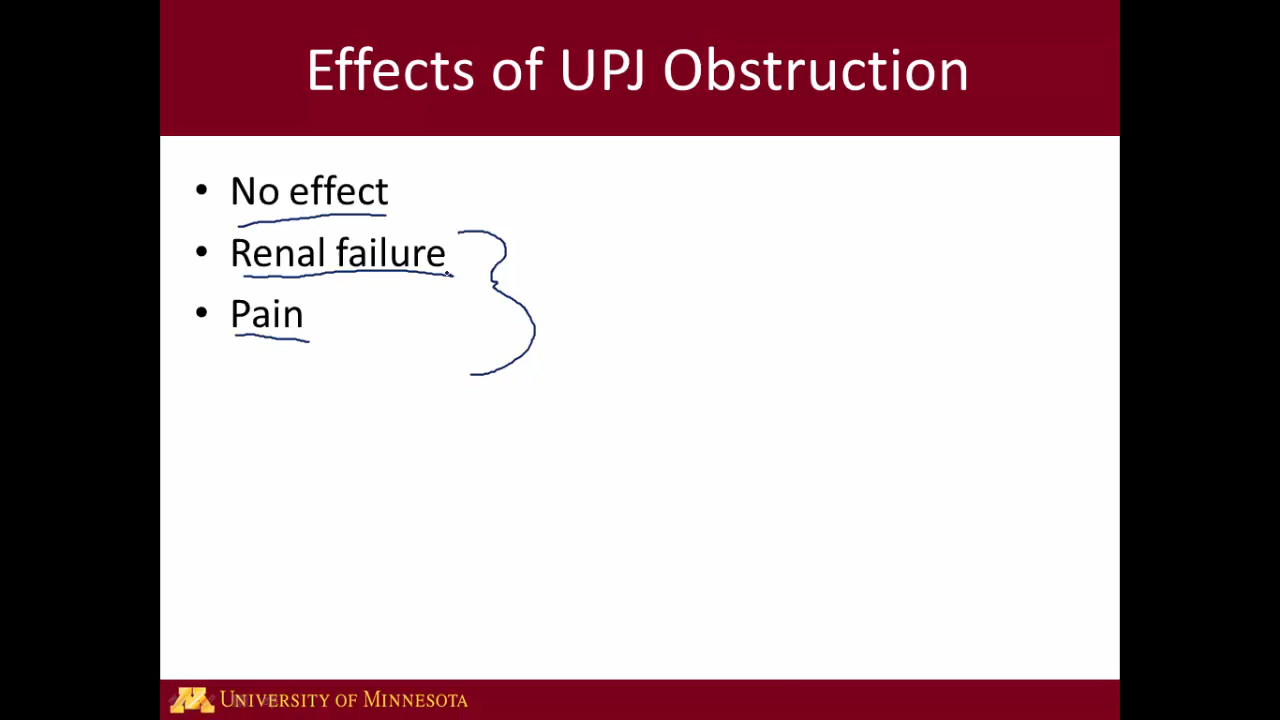 Effects of UPJ Obstruction
• No effect
• Renal failure
• Pain
UNIVERSITY OF MINNESOTA